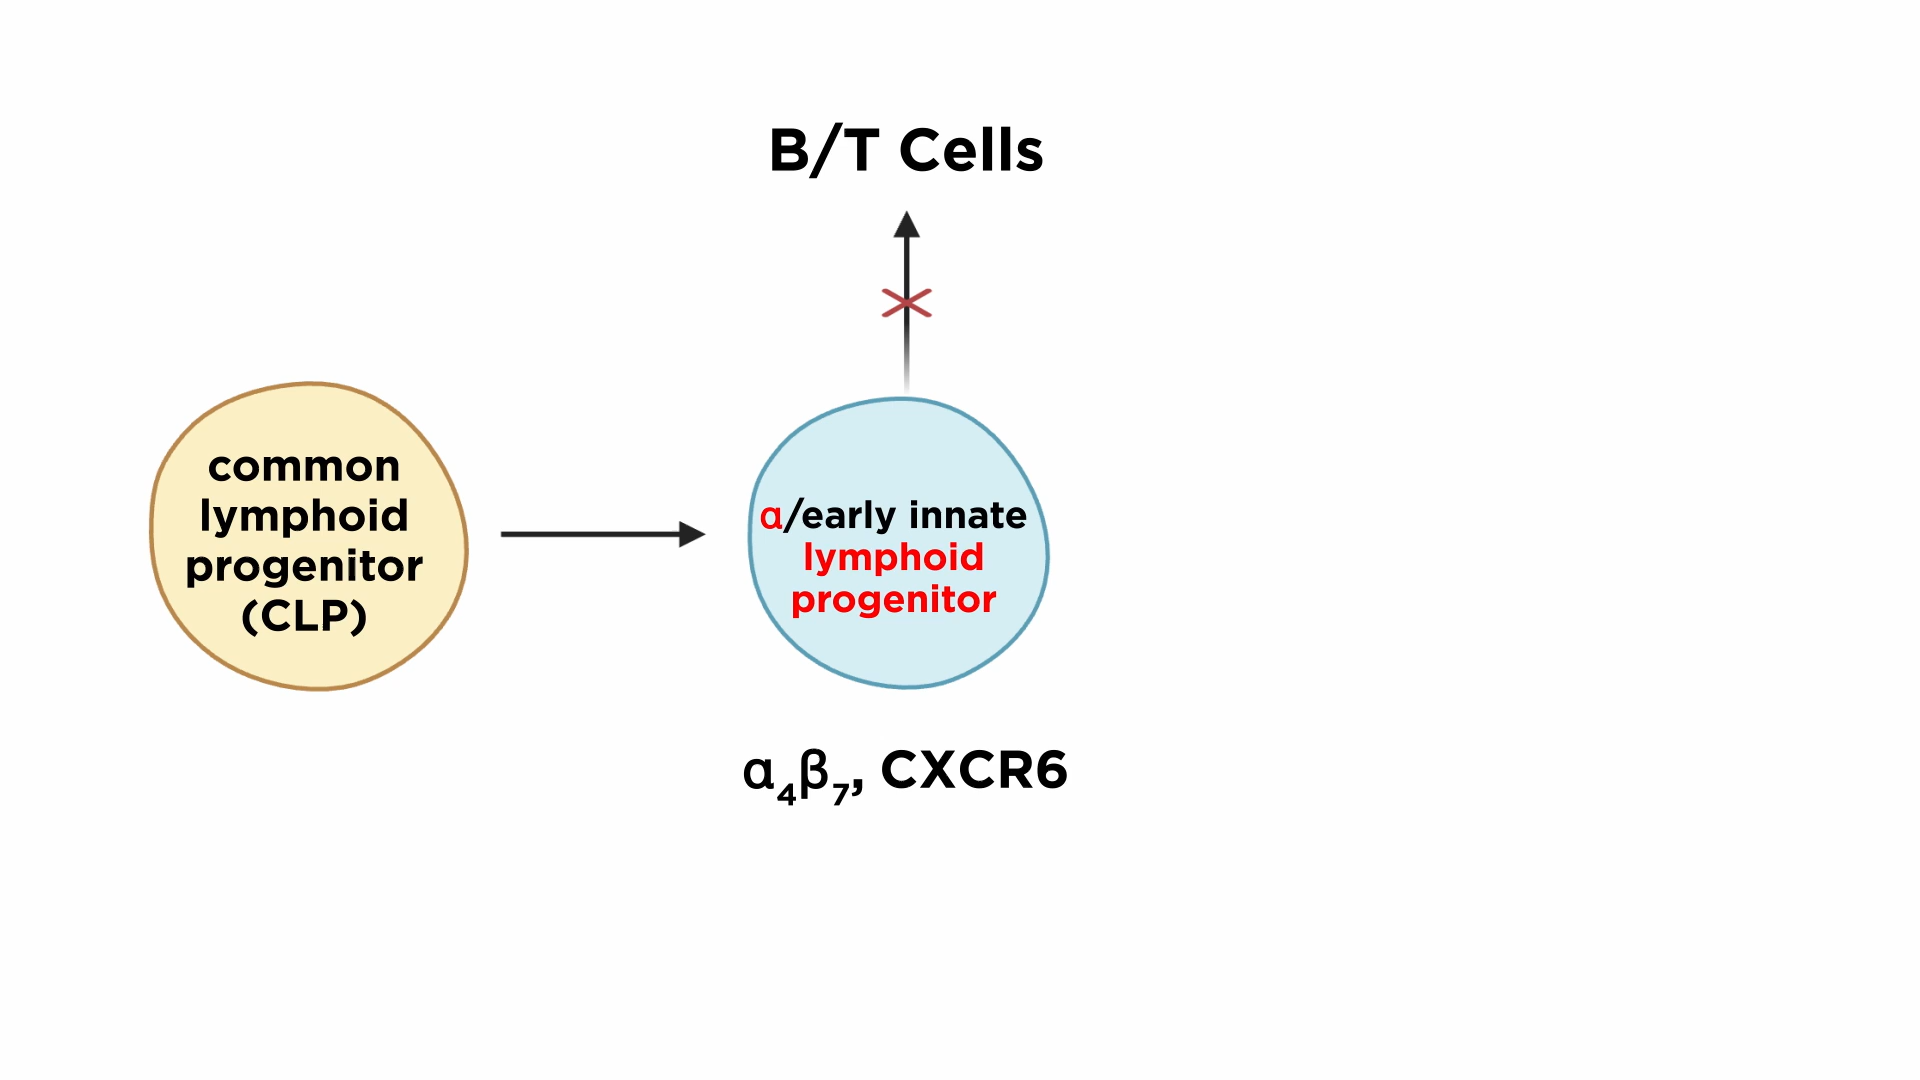 B/T Cells
common
lymphoid
progenitor
(CLP)
α/early innate
lymphoid
progenitor
α₄β₇, CXCR6